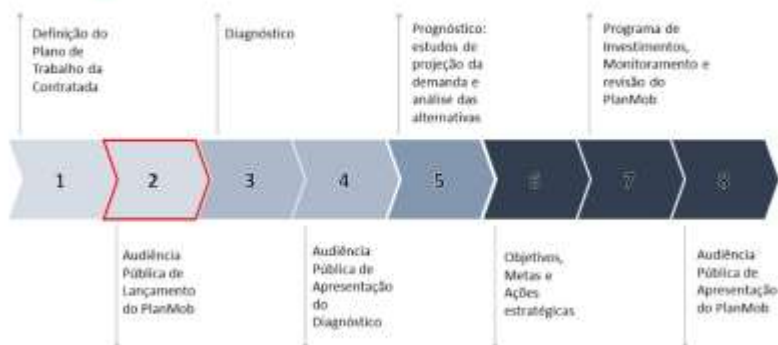 Definição do
Plano de
Trabalho da
Contratada
Diagnóstico
Prognóstico:
estudos de
projeção da
demanda e
análise das
alternativas
Programa de
Investimentos,
Monitoramento e
revisão do
PlanMob
1
2
3
4
5
6
7
8
Audiência
Pública de
Lançamento
do PlanMob
Audiência
Pública de
Apresentação
do
Diagnóstico
Objetivos,
Metas e
Ações
estratégicas
Audiência
Pública de
Apresentação
do PlanMob